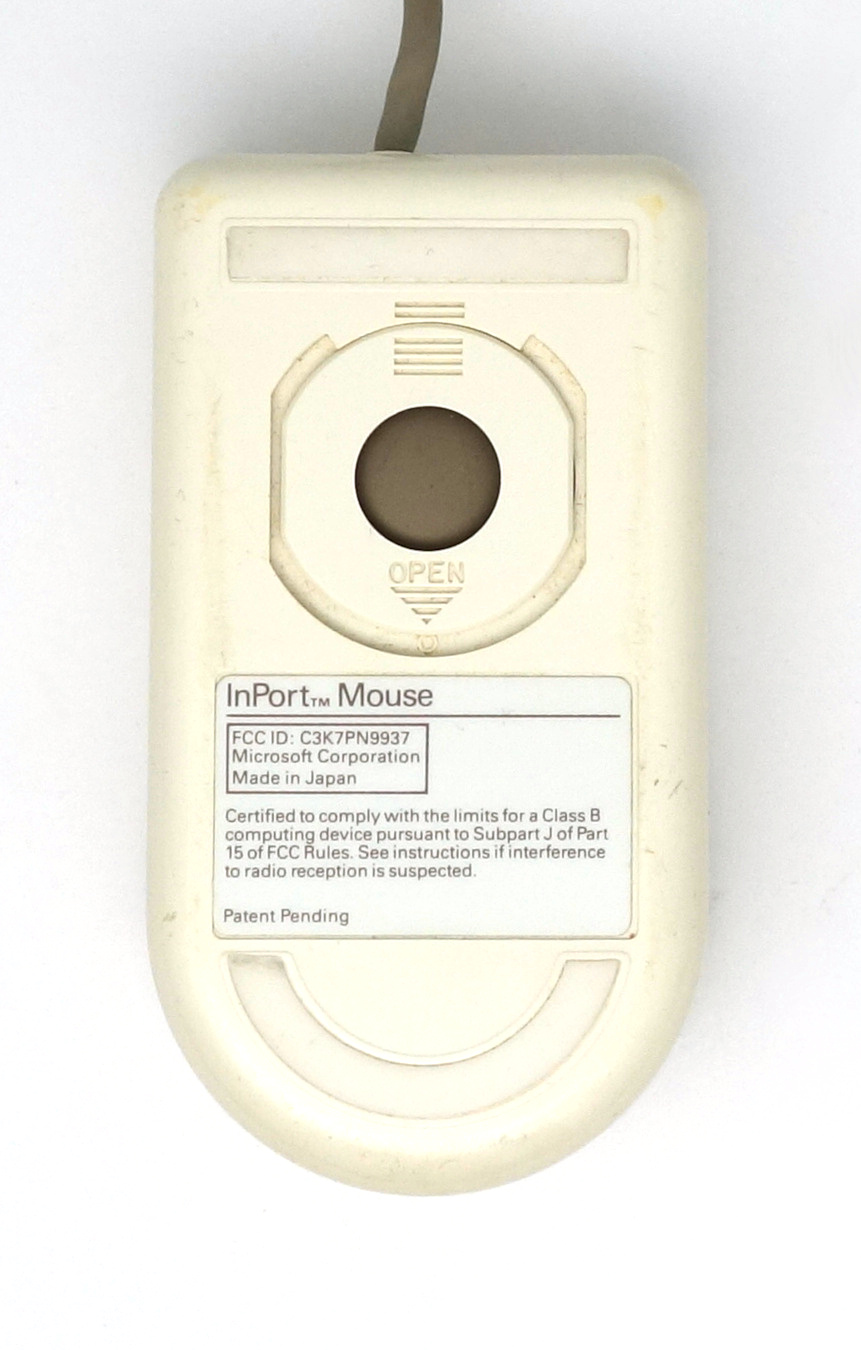 OPEN
InPort™ Mouse
FCC ID: C3K7PN9937
Microsoft Corporation
Made in Japan
Certified to comply with the limits for a Class B
computing device pursuant to Subpart J of Part
15 of FCC Rules. See instructions if interference
to radio reception is suspected.
Patent Pending